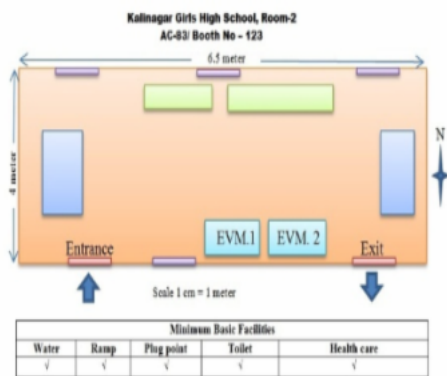 Kalinagar Girls High School, Room-2
AC-83/ Booth No – 123
6.5 meter
4 meter
N
EVM.1 EVM. 2
Entrance Exit
Scale 1 cm = 1 meter
Minimum Basic Facilities
Water Ramp Plug point Toilet Health care
√ √ √ √ √